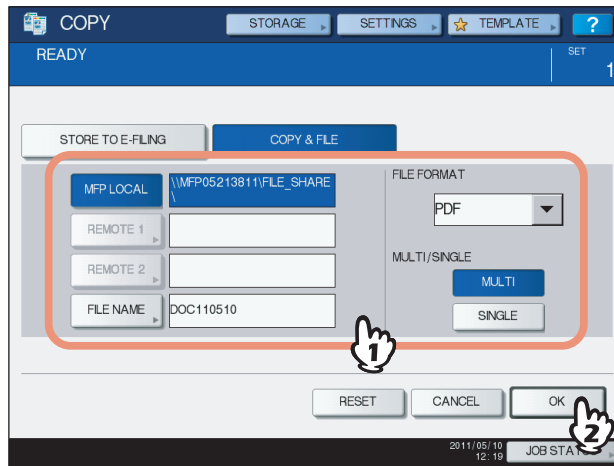 COPY
STORAGE
SETTINGS
TEMPLATE
?
READY
SET
1
STORE TO E-FILING
COPY & FILE
MFP LOCAL
\\MFP05213811\FILE_SHARE
\
FILE FORMAT
PDF
REMOTE 1
REMOTE 2
MULTI/SINGLE
MULTI
FILE NAME
DOC110510
SINGLE
1
RESET
CANCEL
OK
2
2011/05/10
12:19
JOB STATUS